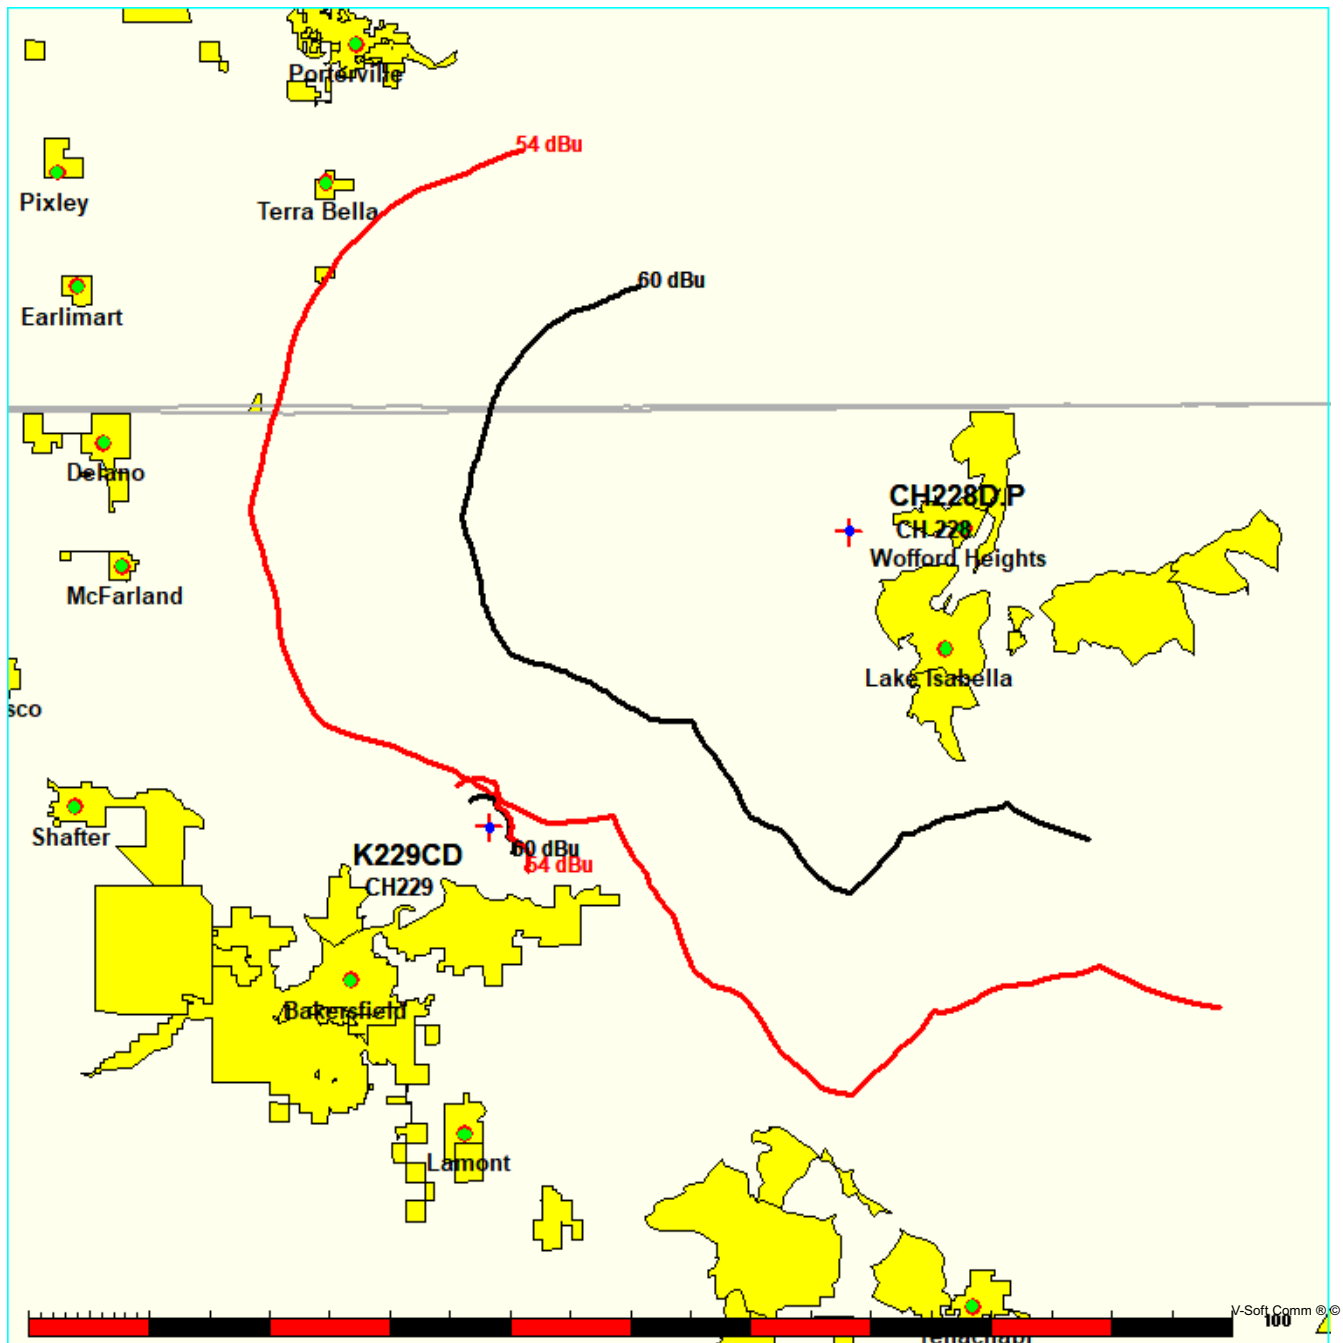 Porterville
54 dBu
Pixley
Terra Bella
60 dBu
Earlimart
Delano
CH228D.P
CH 228
Wofford Heights
McFarland
Lake Isabella
sco
Shafter
60 dBu
K229CD
54 dBu
CH229
Bakersfield
Lamont
V-Soft Comm ® ©
100
Tehachapi